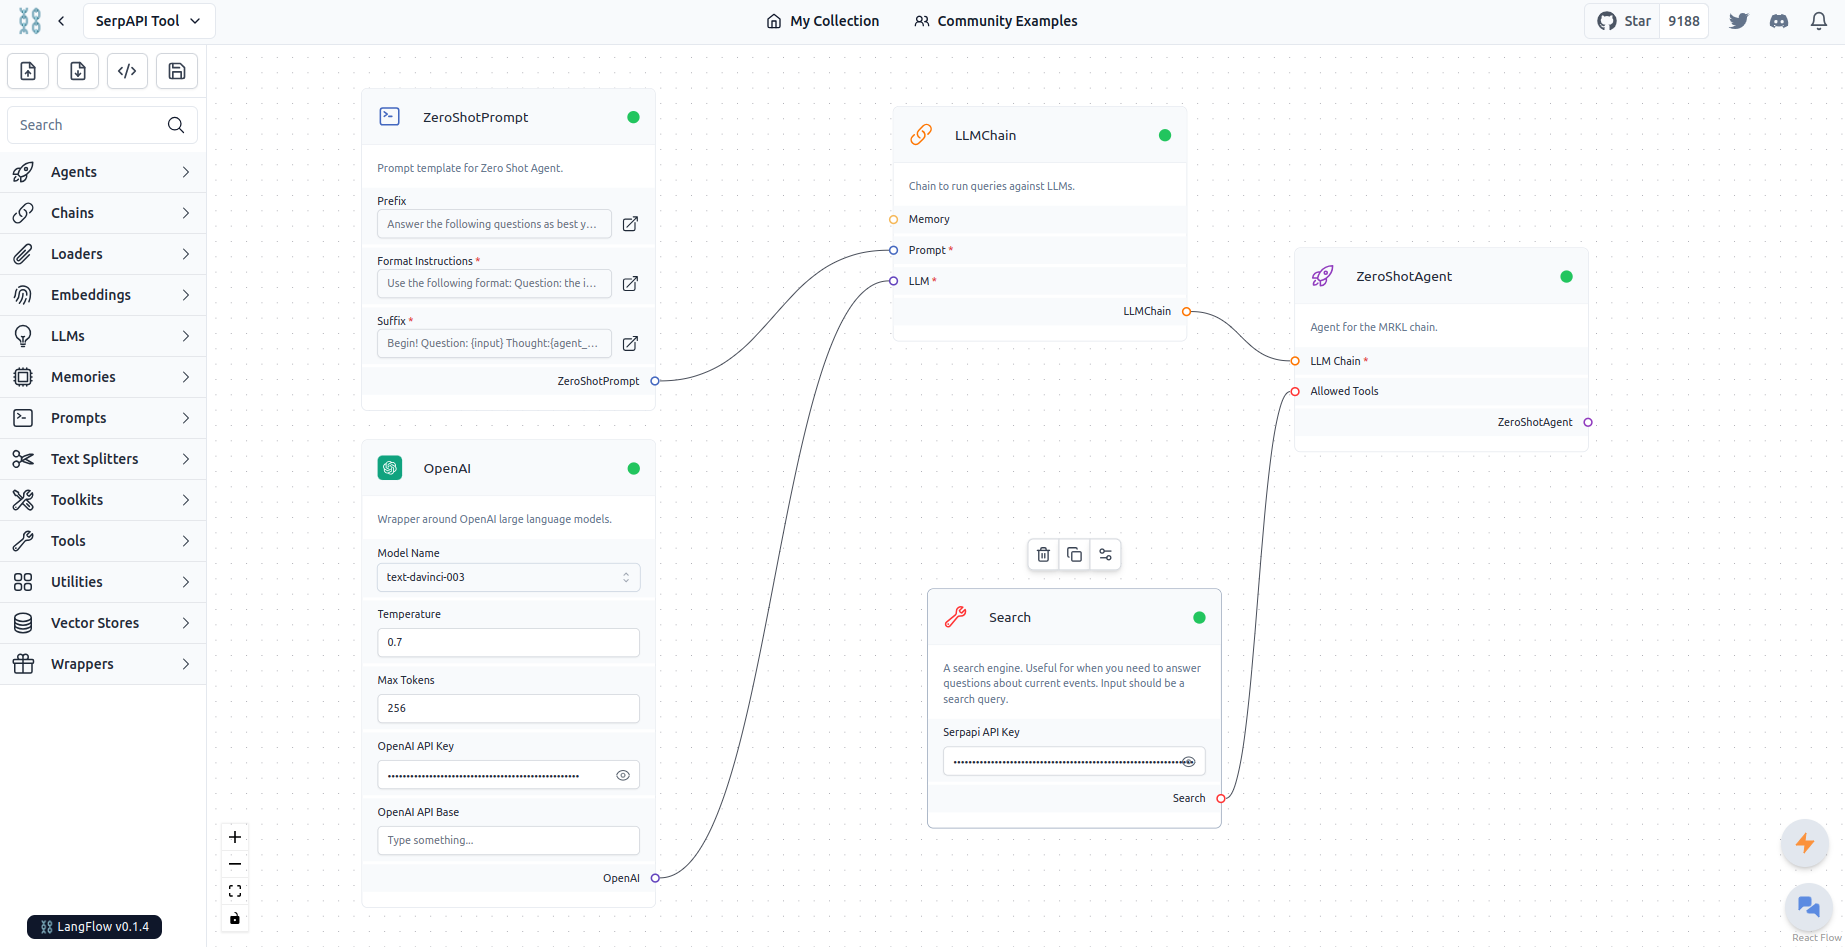 SerpAPI Tool
My Collection
Community Examples
Star
9188
Search
Agents
Chains
Loaders
Embeddings
LLMs
Memories
Prompts
Text Splitters
Toolkits
Tools
Utilities
Vector Stores
Wrappers
LangFlow v0.1.4
ZeroShotPrompt
Prompt template for Zero Shot Agent.
Prefix
Answer the following questions as best y...
Format Instructions *
Use the following format: Question: the i...
Suffix *
Begin! Question: {input} Thought:{agent_...
ZeroShotPrompt
OpenAI
Wrapper around OpenAI large language models.
Model Name
text-davinci-003
Temperature
0.7
Max Tokens
256
OpenAI API Key
OpenAI API Base
Type something...
OpenAI
LLMChain
Chain to run queries against LLMs.
Memory
Prompt *
LLM *
LLMChain
Search
A search engine. Useful for when you need to answer
questions about current events. Input should be a
search query.
Serpapi API Key
Search
ZeroShotAgent
Agent for the MRKL chain.
LLM Chain *
Allowed Tools
ZeroShotAgent
React Flow